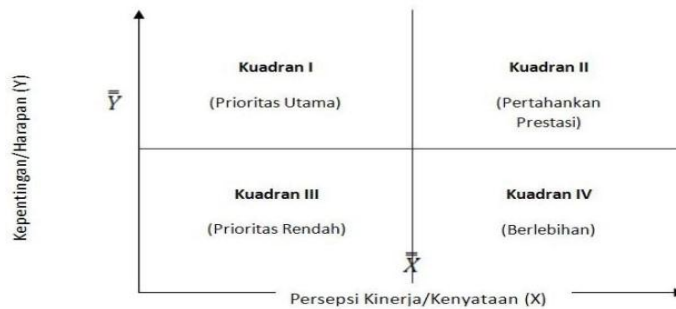 Kepentingan/Harapan (Y)
Y
Kuadran I
(Prioritas Utama)
Kuadran II
(Pertahankan
Prestasi)
Kuadran III
(Prioritas Rendah)
Kuadran IV
(Berlebihan)
X
Persepsi Kinerja/Kenyataan (X)